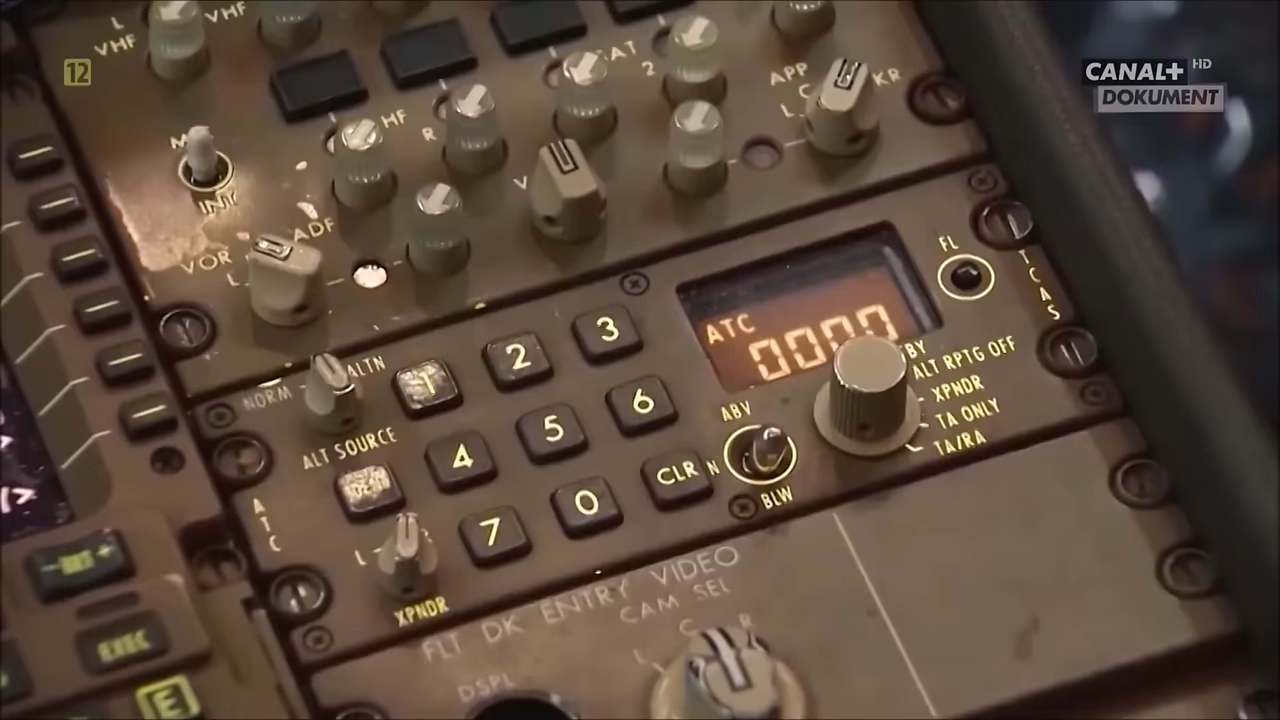 L
VHF
VHF
12
CANAL+ HD
DOKUMENT
HF
R
2
APP
C
L
KR
V
INT
VOR
L
ADF
FL
TCAS
ATC
0000
ALT RPTG OFF
XPNDR
TA ONLY
TA/RA
NORM
ALTN
ALT SOURCE
1
2
3
4
5
6
7
0
CLR
ABV
N
BLW
ATC
L
XPNDR
FLT DK ENTRY VIDEO
CAM SEL
L
C
R
DSPL
EXEC
E